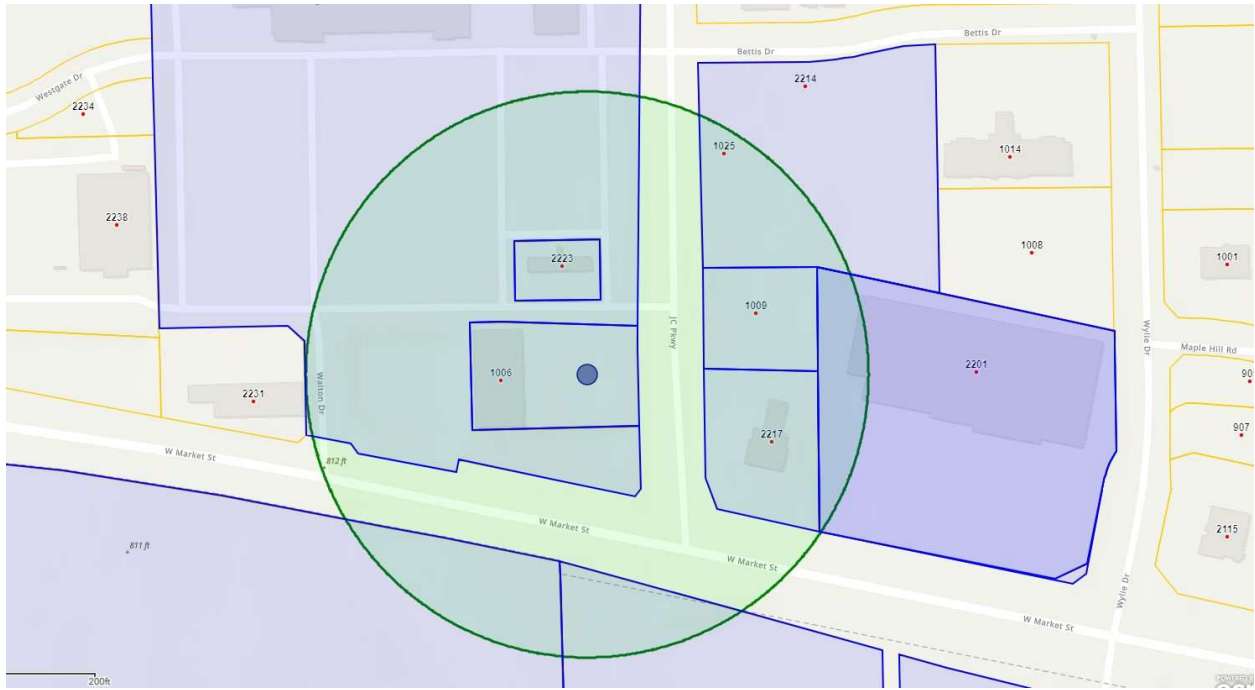 Bettis Dr
Bettis Dr
2214
Westgate Dr
2234
1025
1014
2238
2223
1008
1001
1009
JC Pkwy
Wylie Dr
Maple Hill Rd
1006
2201
Walton Dr
2231
907
2217
W Market St
812 ft
W Market St
2115
811 ft
W Market St
Wylie Dr
W Market St
200ft
POWERED BY